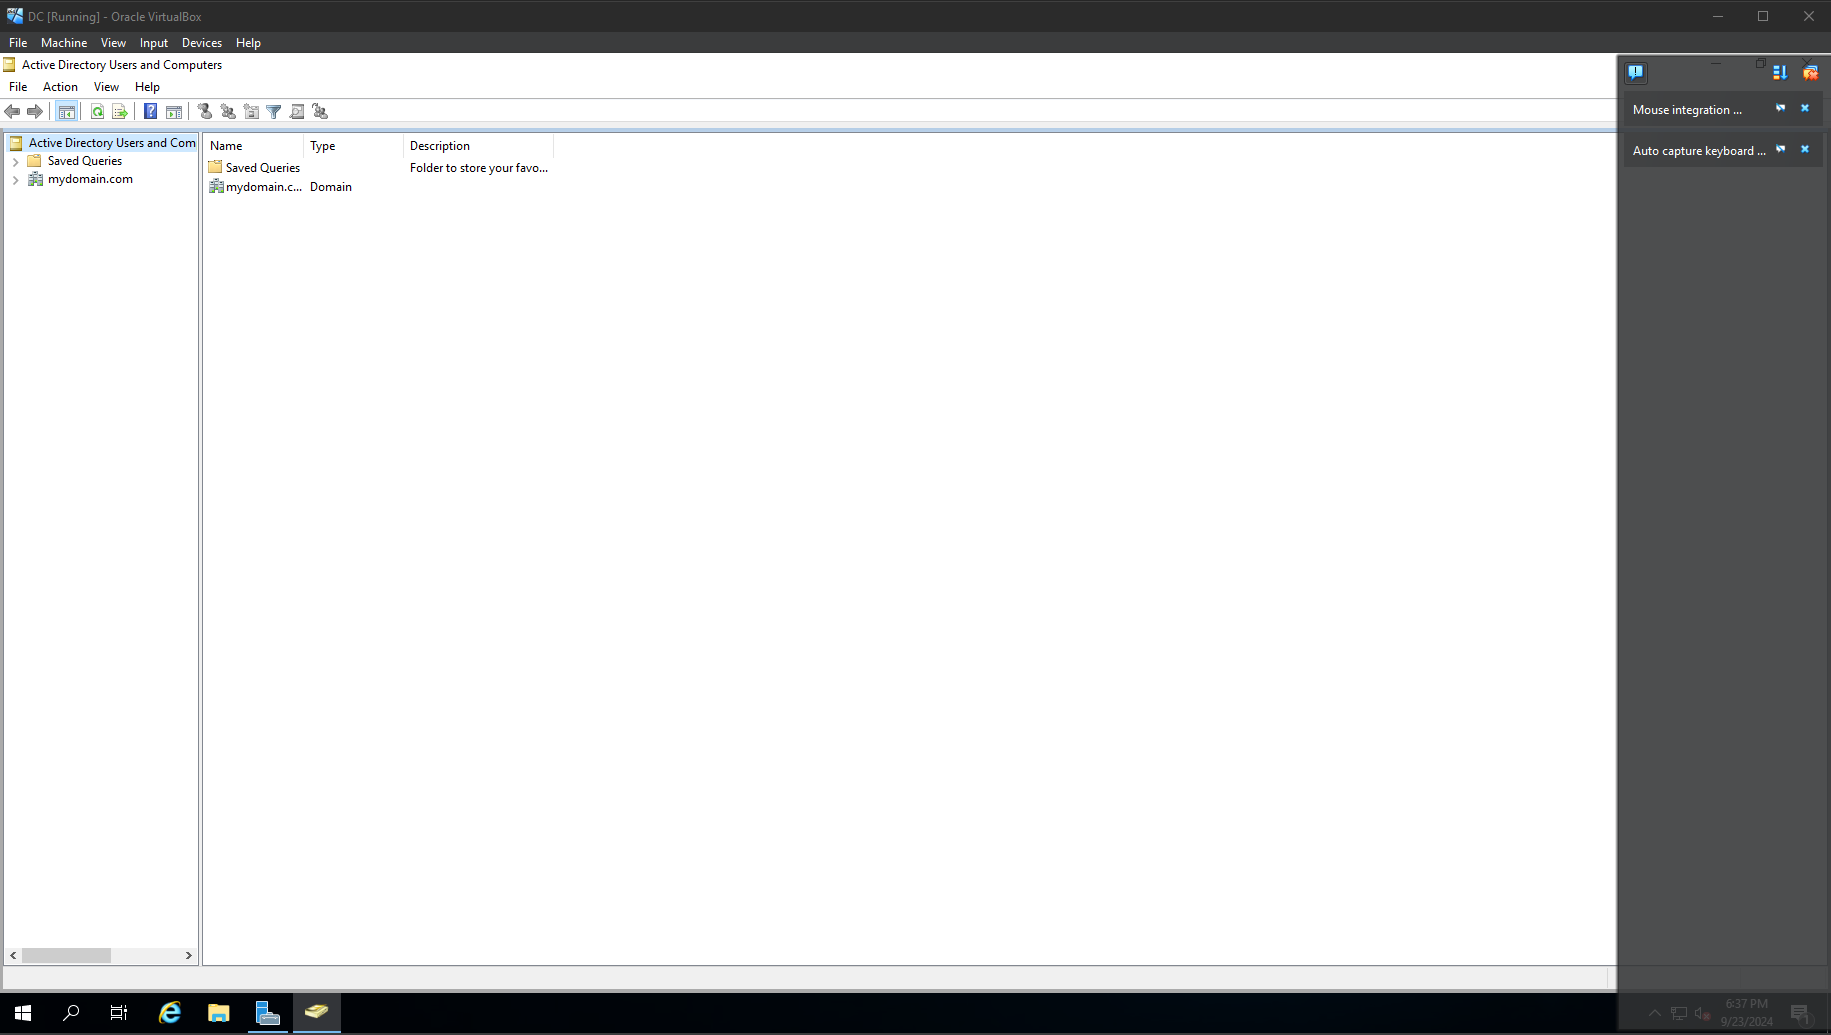 DC [Running] - Oracle VirtualBox
File Machine View Input Devices Help
Active Directory Users and Computers
File Action View Help
Mouse integration ...
Auto capture keyboard ...
Active Directory Users and Com
Saved Queries
mydomain.com
Name Type Description
Saved Queries Folder to store your favo...
mydomain.c... Domain
6:37 PM
9/23/2024